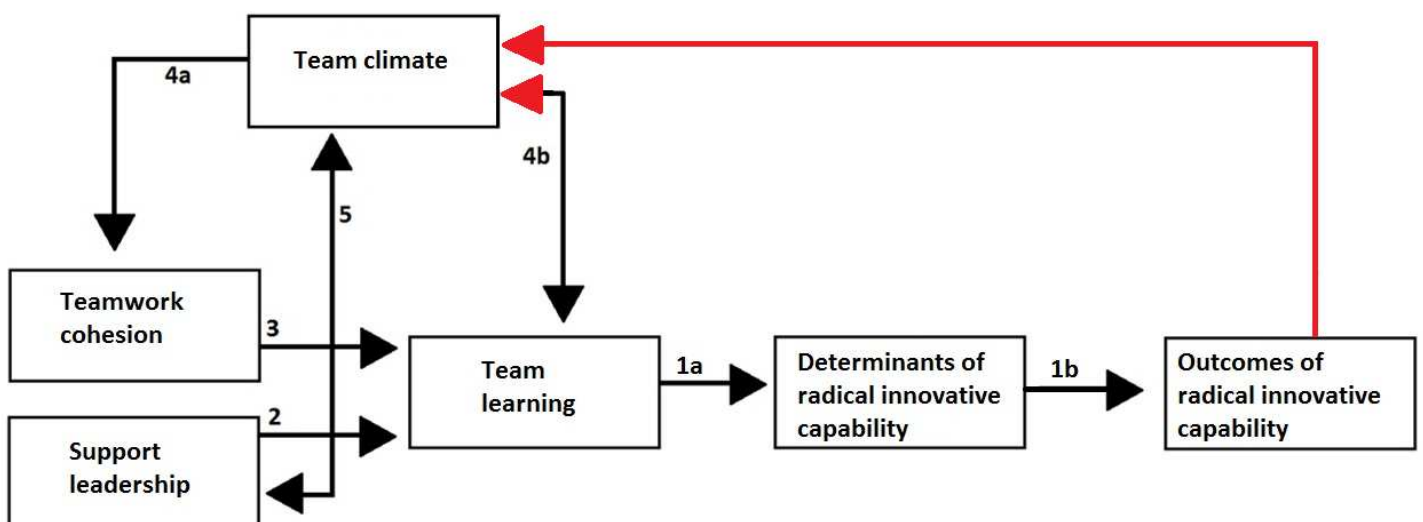 Team climate
4a
4b
5
Teamwork
cohesion
3
Support
leadership
2
Team
learning
1a
Determinants of
radical innovative
capability
1b
Outcomes of
radical innovative
capability